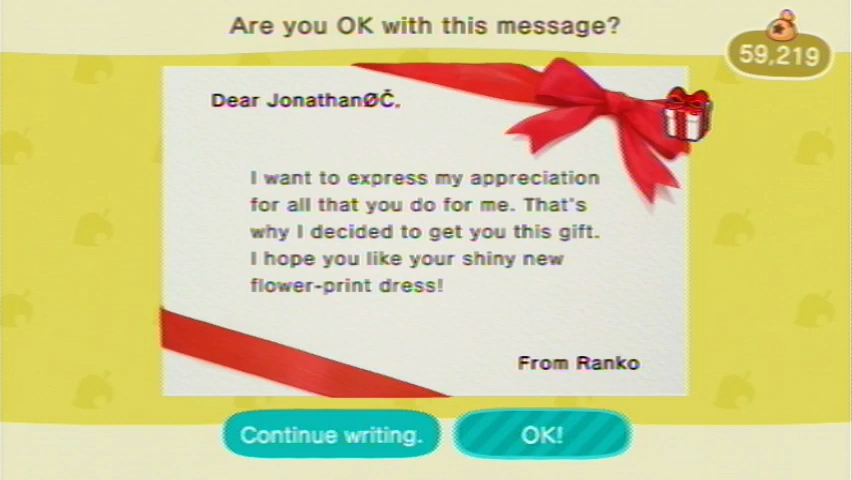 Are you OK with this message?
59,219
Dear JonathanØČ,
I want to express my appreciation
for all that you do for me. That's
why I decided to get you this gift.
I hope you like your shiny new
flower-print dress!
From Ranko
Continue writing.
OK!